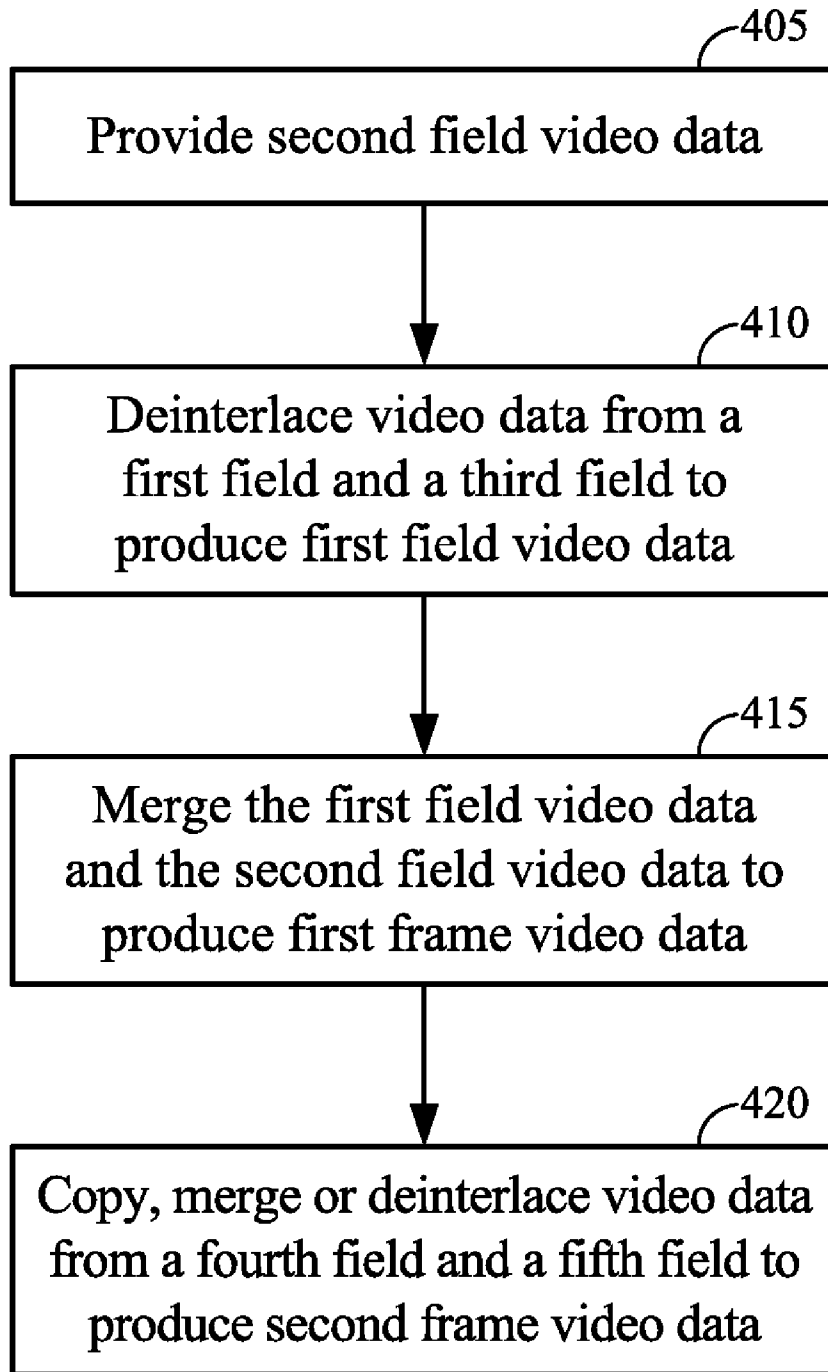 405
Provide second field video data
410
Deinterlace video data from a
first field and a third field to
produce first field video data
415
Merge the first field video data
and the second field video data to
produce first frame video data
420
Copy, merge or deinterlace video data
from a fourth field and a fifth field to
produce second frame video data